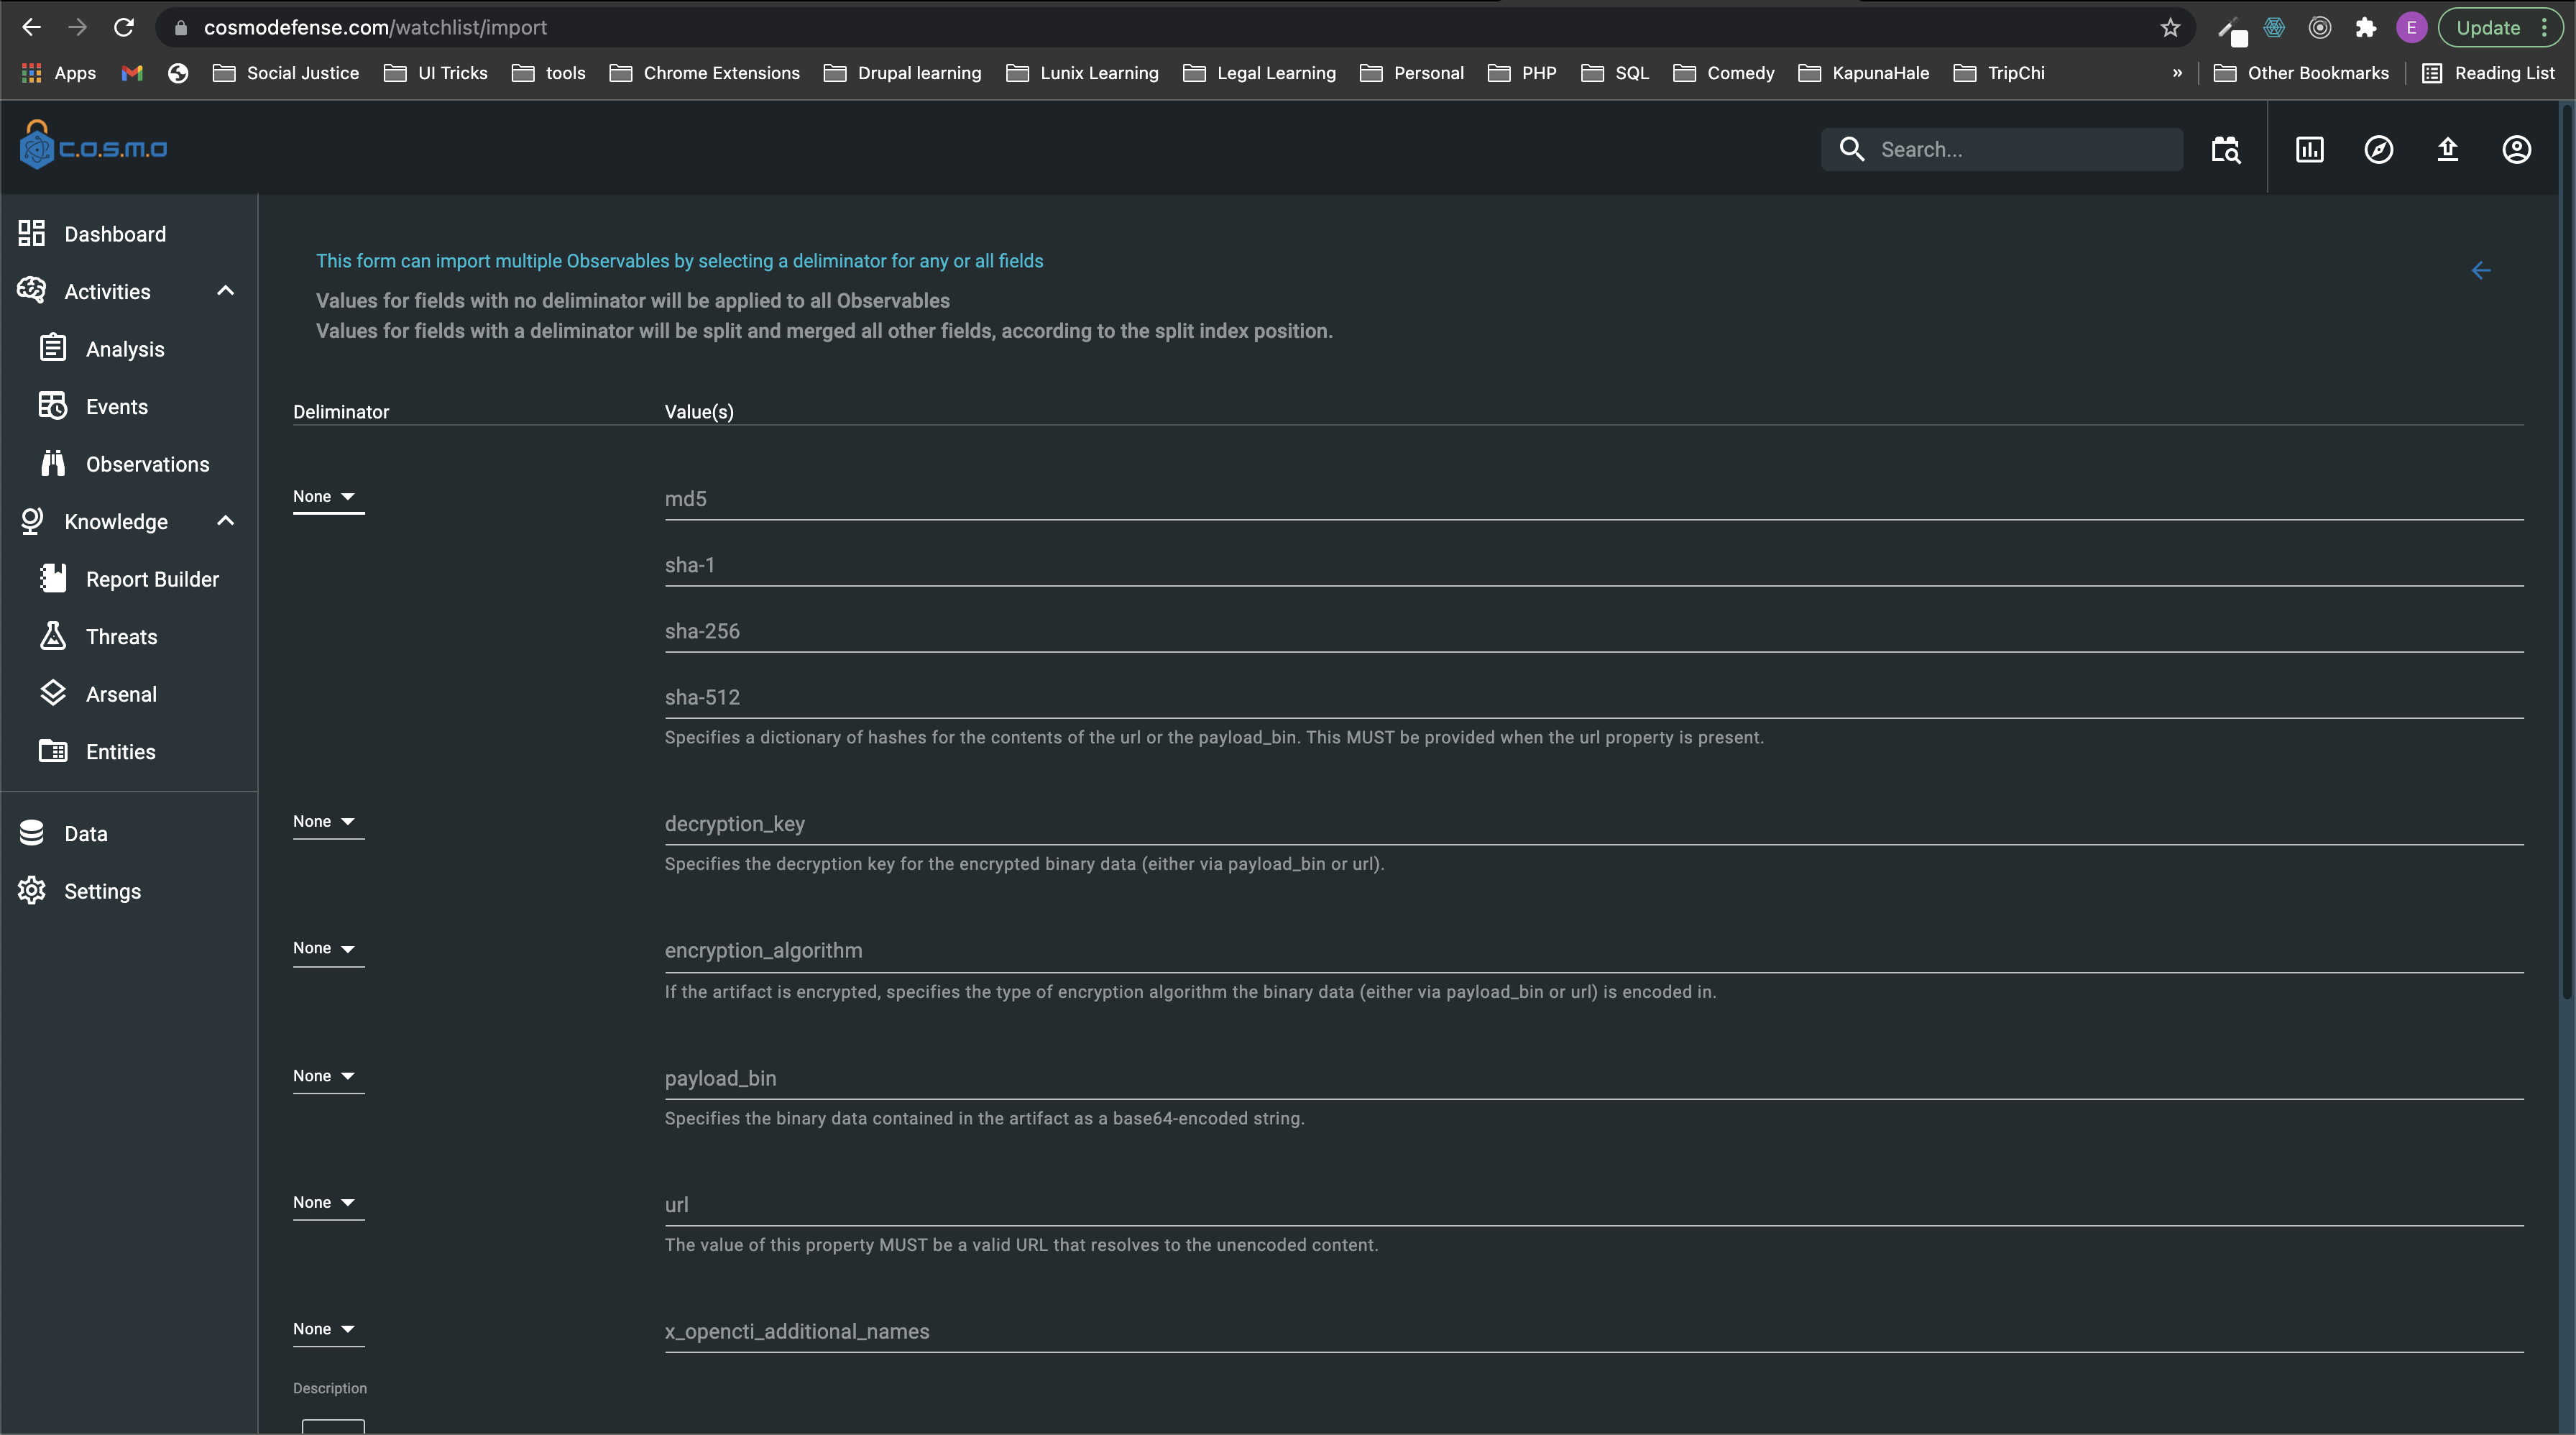 cosmodefense.com/watchlist/import
E
Update
Apps
Social Justice
UI Tricks
tools
Chrome Extensions
Drupal learning
Lunix Learning
Legal Learning
Personal
PHP
SQL
Comedy
KapunaHale
TripChi
»
Other Bookmarks
Reading List
C.O.S.M.O
Search...
Dashboard
Activities
Analysis
Events
Observations
Knowledge
Report Builder
Threats
Arsenal
Entities
Data
Settings
This form can import multiple Observables by selecting a deliminator for any or all fields
Values for fields with no deliminator will be applied to all Observables
Values for fields with a deliminator will be split and merged all other fields, according to the split index position.
Deliminator Value(s)
None md5
sha-1
sha-256
sha-512
Specifies a dictionary of hashes for the contents of the url or the payload_bin. This MUST be provided when the url property is present.
None decryption_key
Specifies the decryption key for the encrypted binary data (either via payload_bin or url).
None encryption_algorithm
If the artifact is encrypted, specifies the type of encryption algorithm the binary data (either via payload_bin or url) is encoded in.
None payload_bin
Specifies the binary data contained in the artifact as a base64-encoded string.
None url
The value of this property MUST be a valid URL that resolves to the unencoded content.
None x_opencti_additional_names
Description